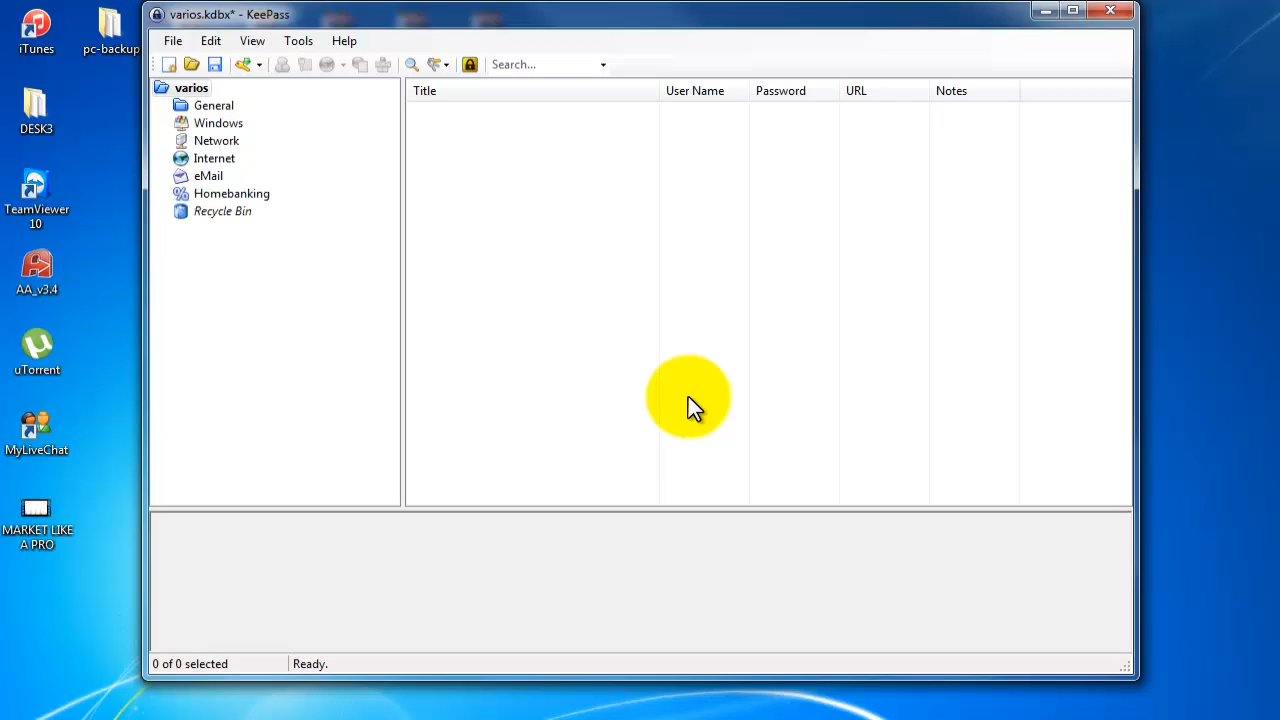 varios.kdbx* - KeePass
File Edit View Tools Help
Search...
varios
General
Windows
Network
Internet
eMail
Homebanking
Recycle Bin
Title User Name Password URL Notes
0 of 0 selected Ready.
iTunes
pc-backup
DESK3
TeamViewer
10
AA_v3.4
uTorrent
MyLiveChat
MARKET LIKE
A PRO